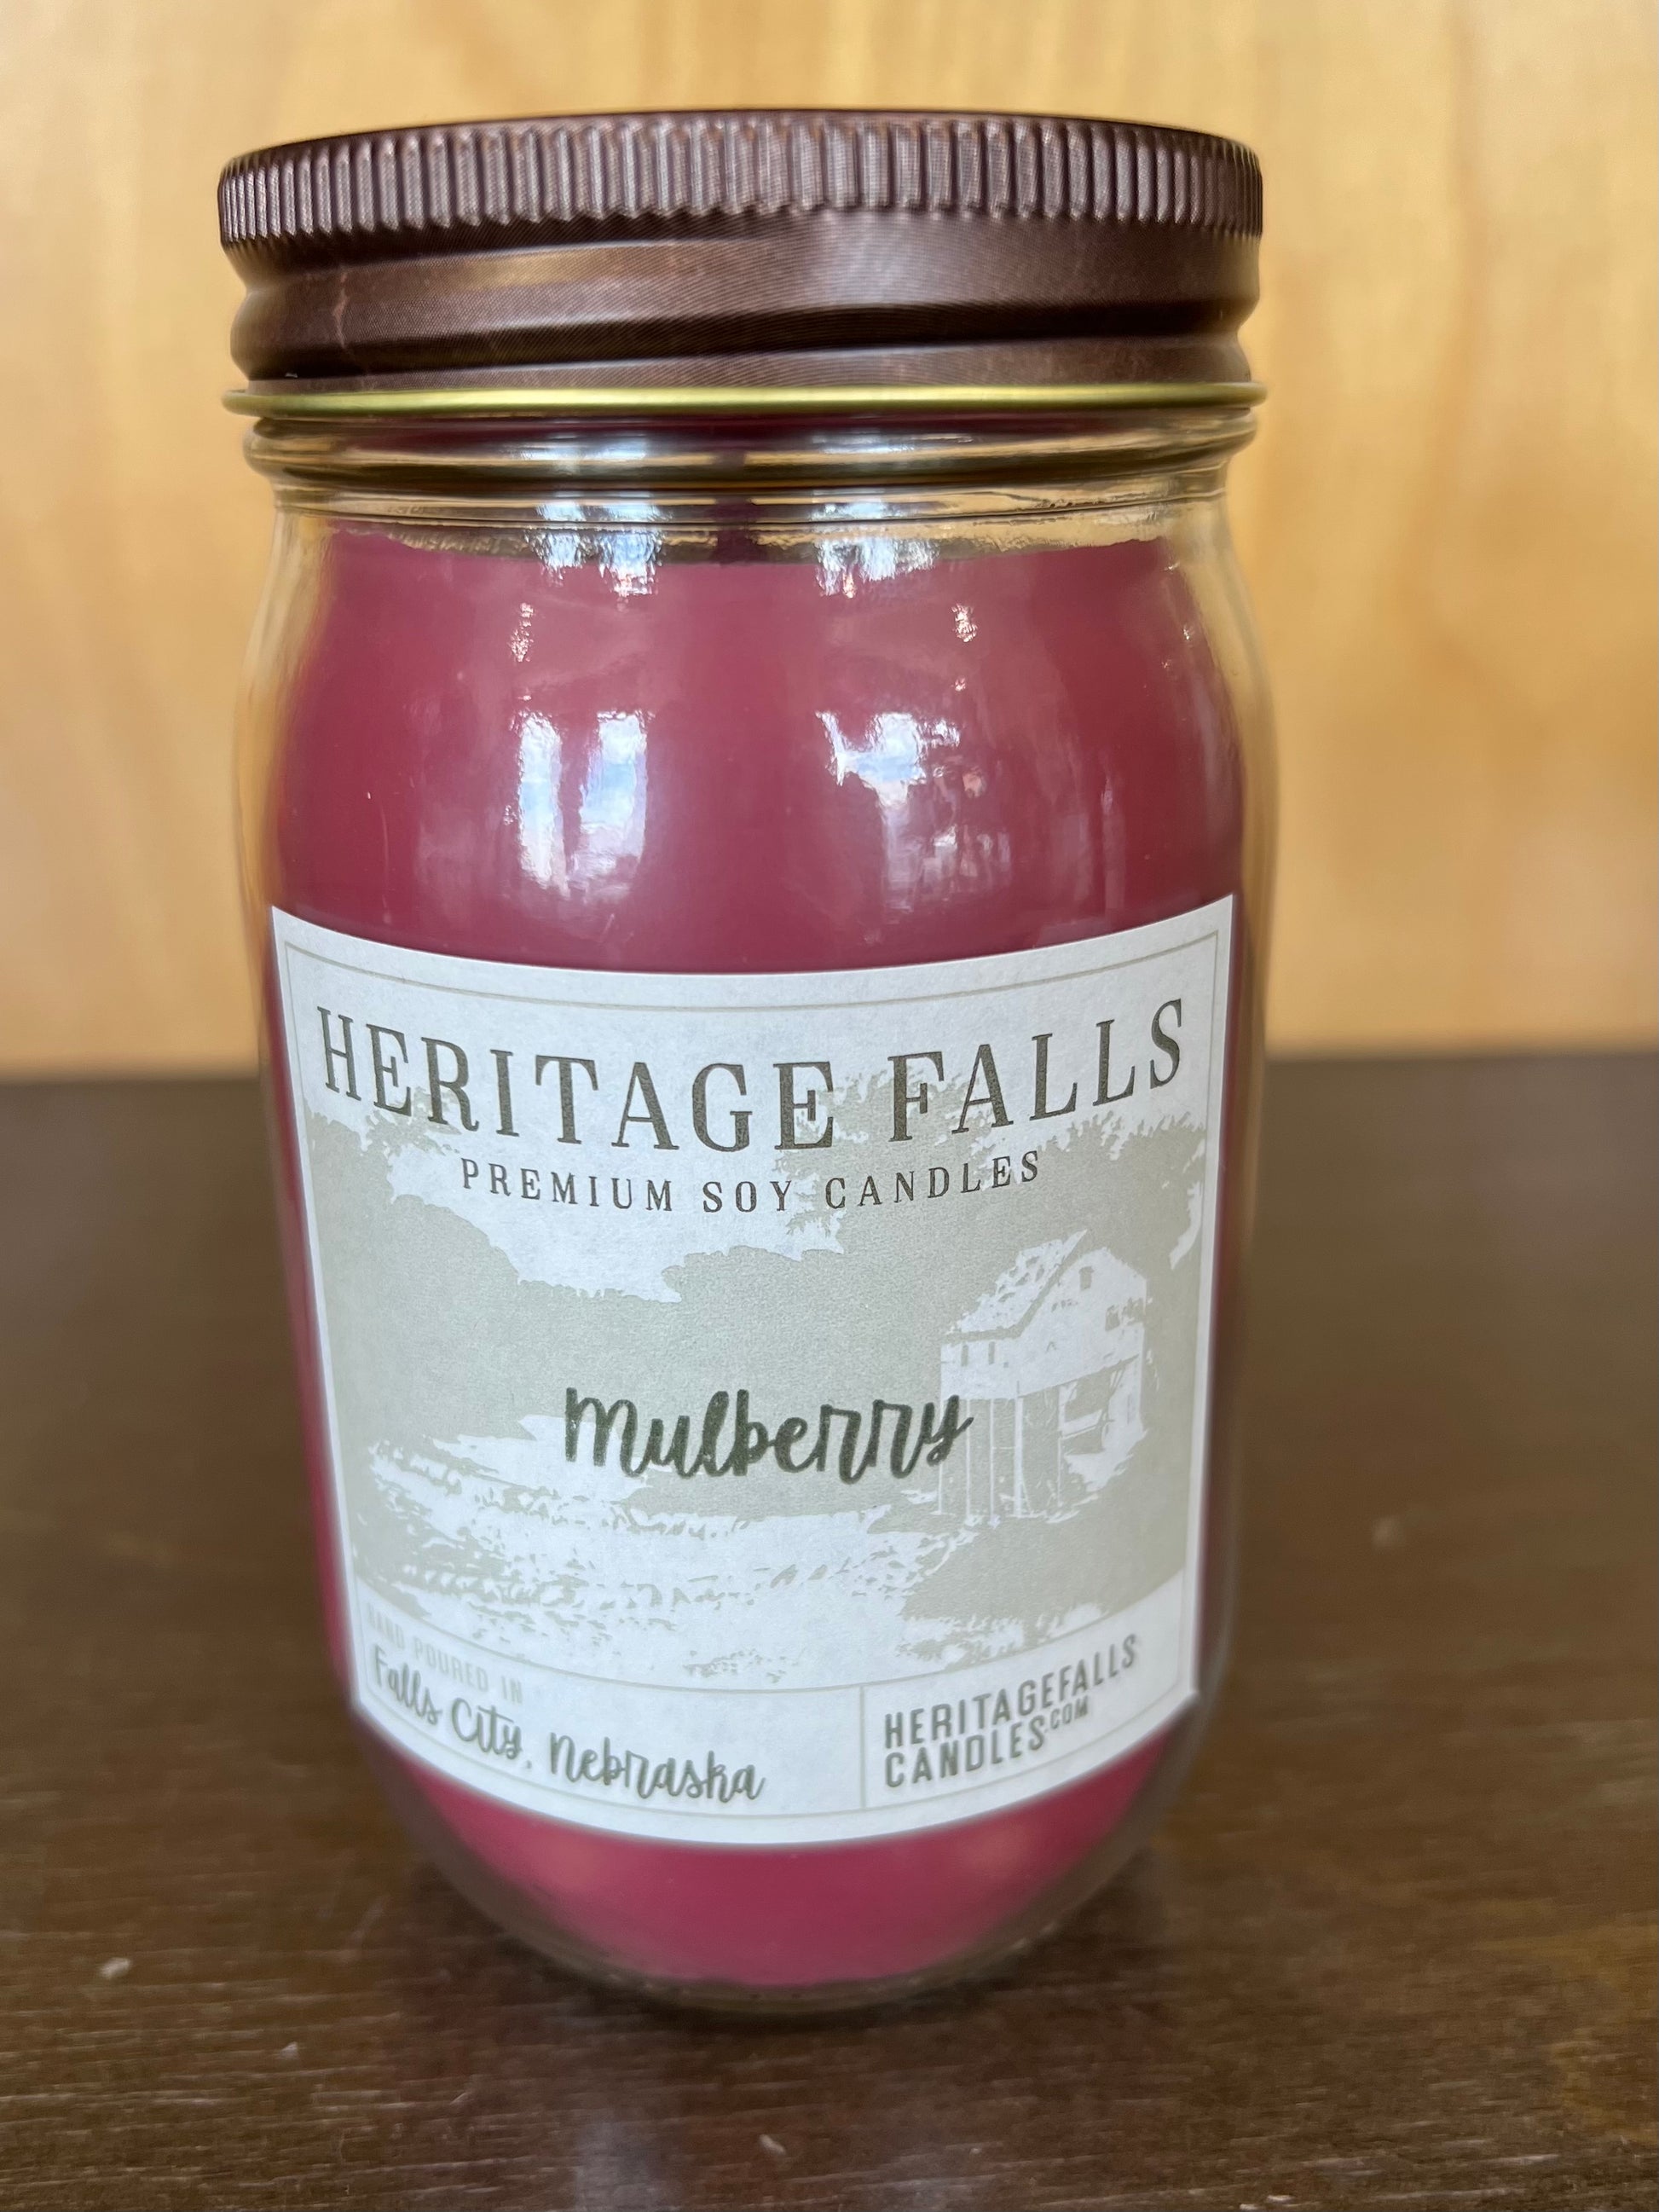 HERITAGE FALLS
PREMIUM SOY CANDLES
Mulberry
HAND POURED IN
Falls City, Nebraska
HERITAGEFALLS
CANDLES.COM